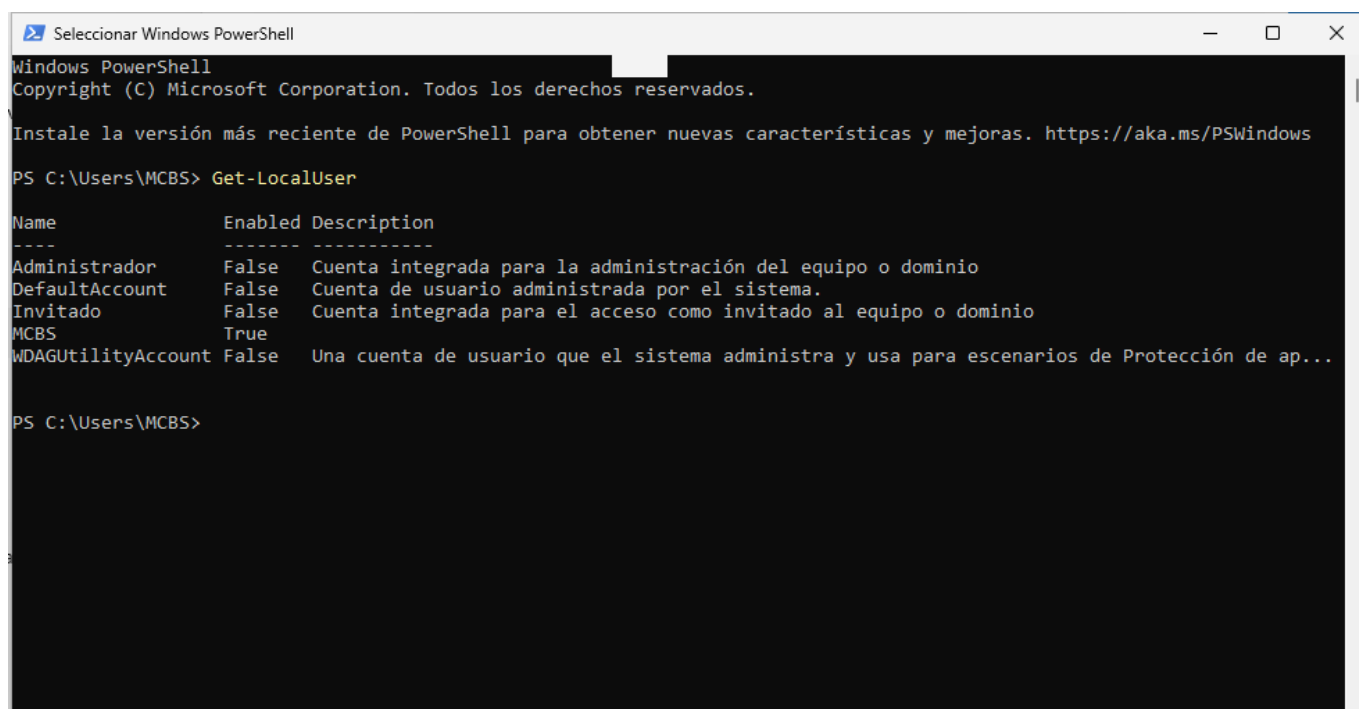 Seleccionar Windows PowerShell
Windows PowerShell
Copyright (C) Microsoft Corporation. Todos los derechos reservados.
Instale la versión más reciente de PowerShell para obtener nuevas características y mejoras. https://aka.ms/PSWindows
PS C:\Users\MCBS> Get-LocalUser
Name Enabled Description
---- ------- -----------
Administrador False Cuenta integrada para la administración del equipo o dominio
DefaultAccount False Cuenta de usuario administrada por el sistema.
Invitado False Cuenta integrada para el acceso como invitado al equipo o dominio
MCBS True
WDAGUtilityAccount False Una cuenta de usuario que el sistema administra y usa para escenarios de Protección de ap...
PS C:\Users\MCBS>